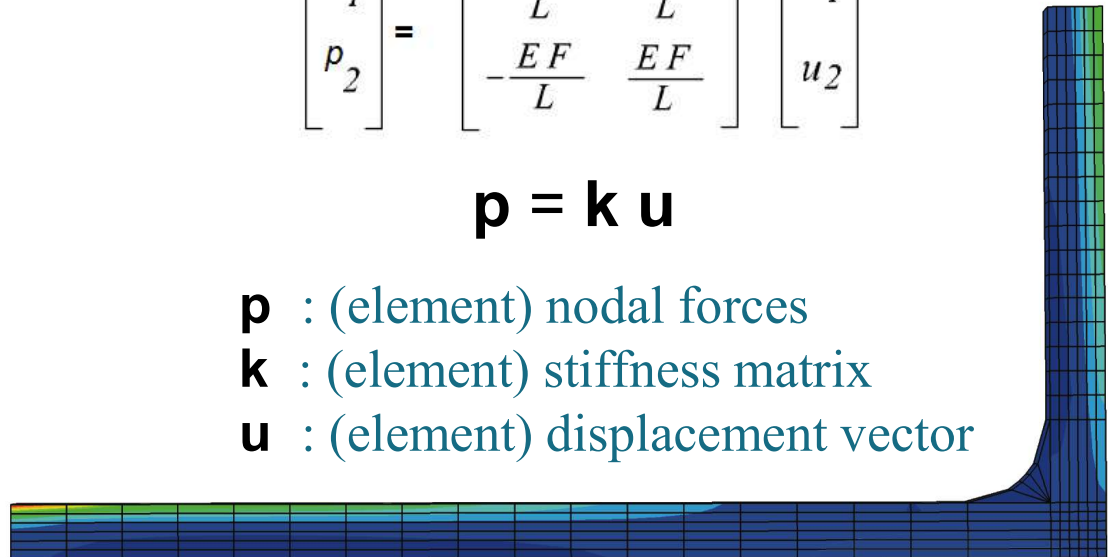 L L
p2 = -EF/L EF/L u2
p = k u
p : (element) nodal forces
k : (element) stiffness matrix
u : (element) displacement vector